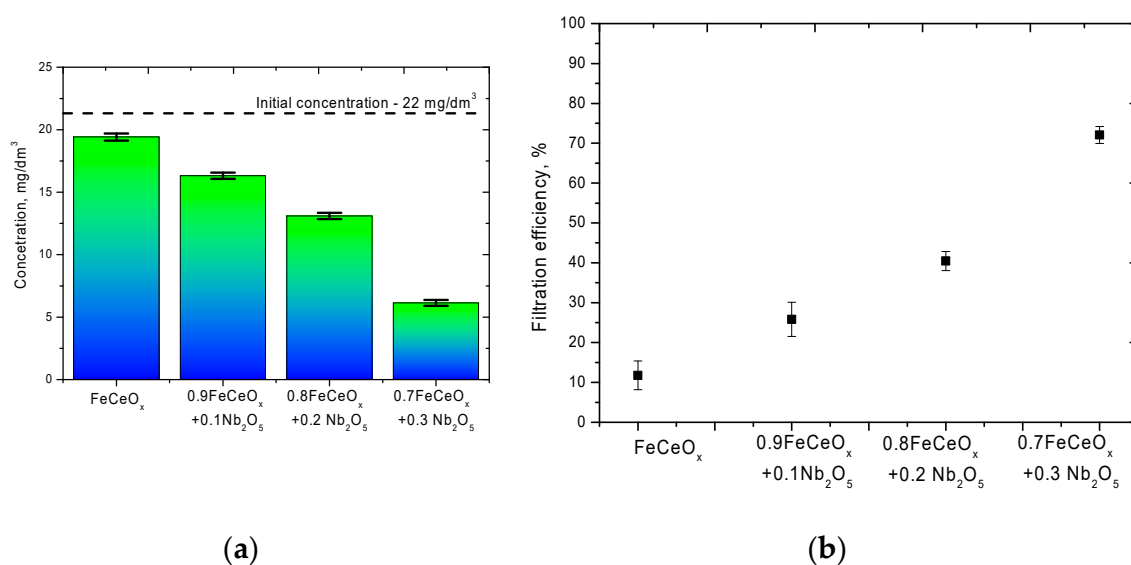 25
20
15
10
5
0
Concetration, mg/dm³
Initial concentration - 22 mg/dm³
FeCeOₓ
0.9FeCeOₓ
+0.1Nb₂O₅
0.8FeCeOₓ
+0.2 Nb₂O₅
0.7FeCeOₓ
+0.3 Nb₂O₅
(a)
100
90
80
70
60
50
40
30
20
10
0
Filtration efficiency, %
FeCeOₓ
0.9FeCeOₓ
+0.1Nb₂O₅
0.8FeCeOₓ
+0.2 Nb₂O₅
0.7FeCeOₓ
+0.3 Nb₂O₅
(b)